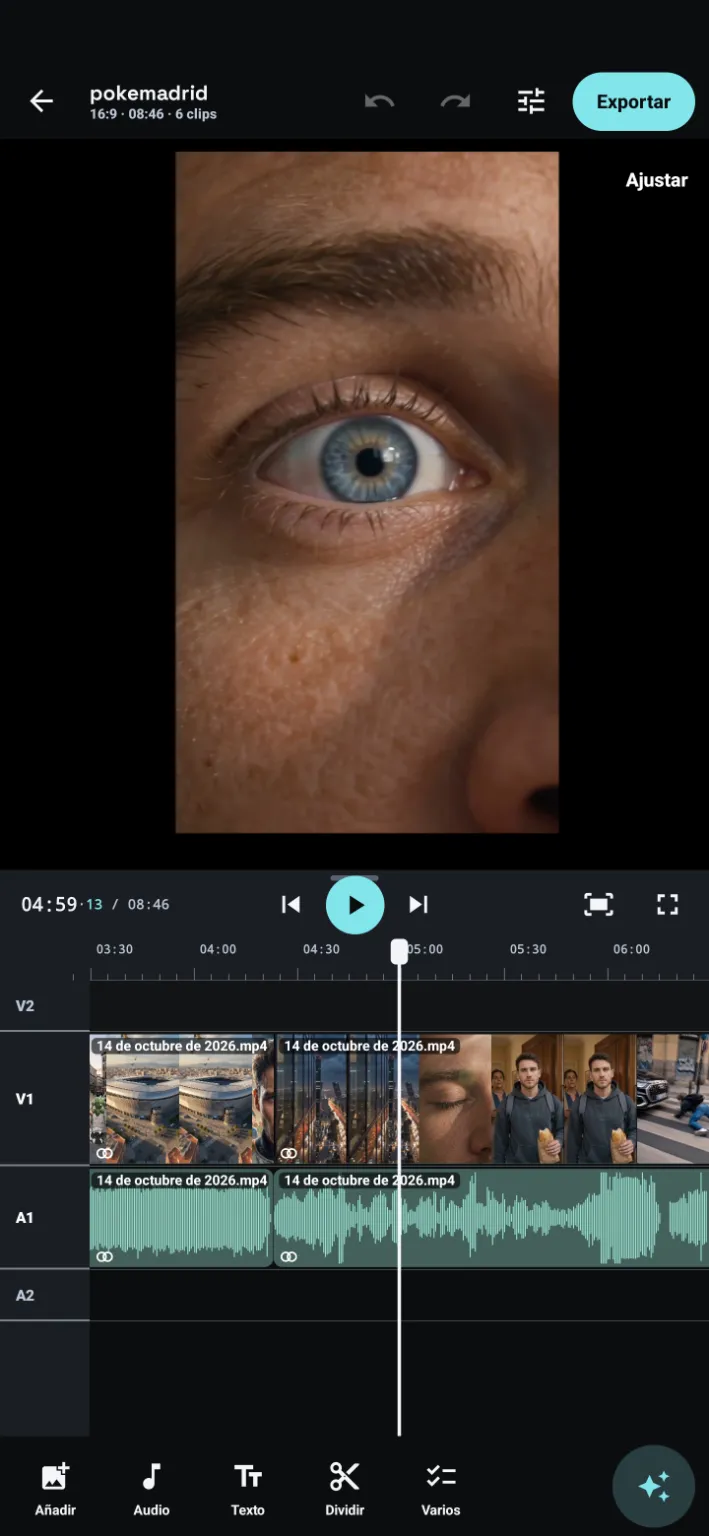 pokemadrid
16:9 · 08:46 · 6 clips
Exportar
Ajustar
04:59·13 / 08:46
03:30 04:00 04:30 05:00 05:30 06:00
V2
14 de octubre de 2026.mp4 14 de octubre de 2026.mp4
V1
14 de octubre de 2026.mp4 14 de octubre de 2026.mp4
A1
A2
Añadir Audio Texto Dividir Varios